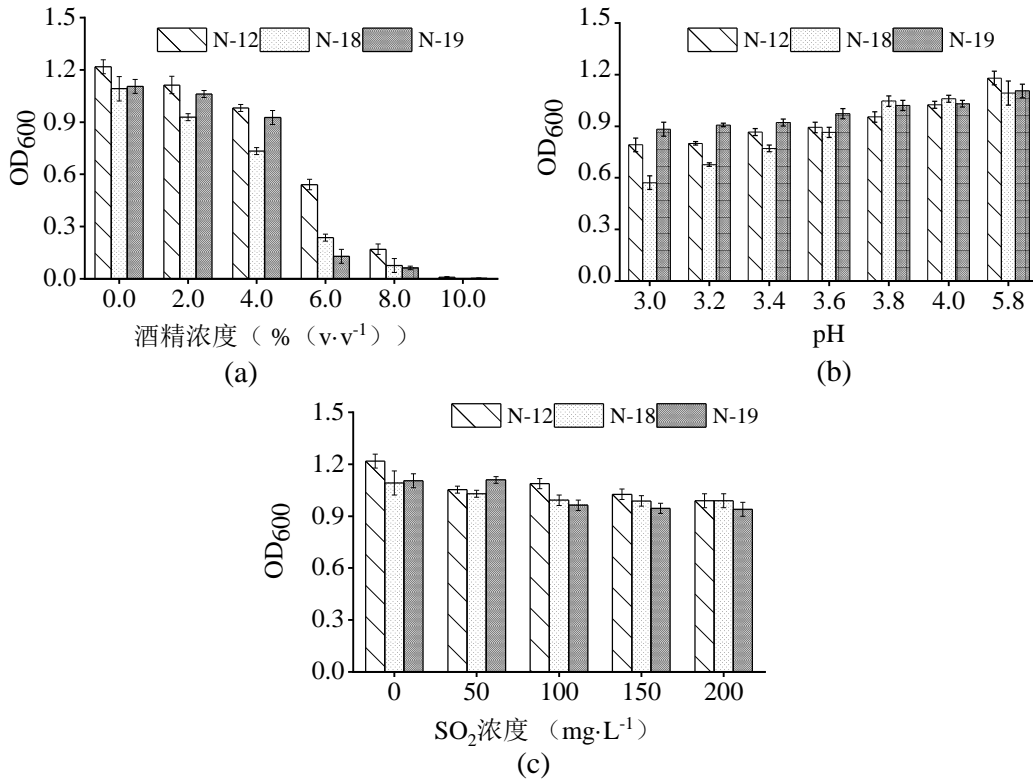 1.5
1.2
0.9
0.6
0.3
0.0
OD600
N-12 N-18 N-19
0.0 2.0 4.0 6.0 8.0 10.0
酒精浓度（ %（v·v-1））
(a)
1.5
1.2
0.9
0.6
0.3
0.0
OD600
N-12 N-18 N-19
3.0 3.2 3.4 3.6 3.8 4.0 5.8
pH
(b)
1.5
1.2
0.9
0.6
0.3
0.0
OD600
N-12 N-18 N-19
0 50 100 150 200
SO2浓度 （mg·L-1）
(c)